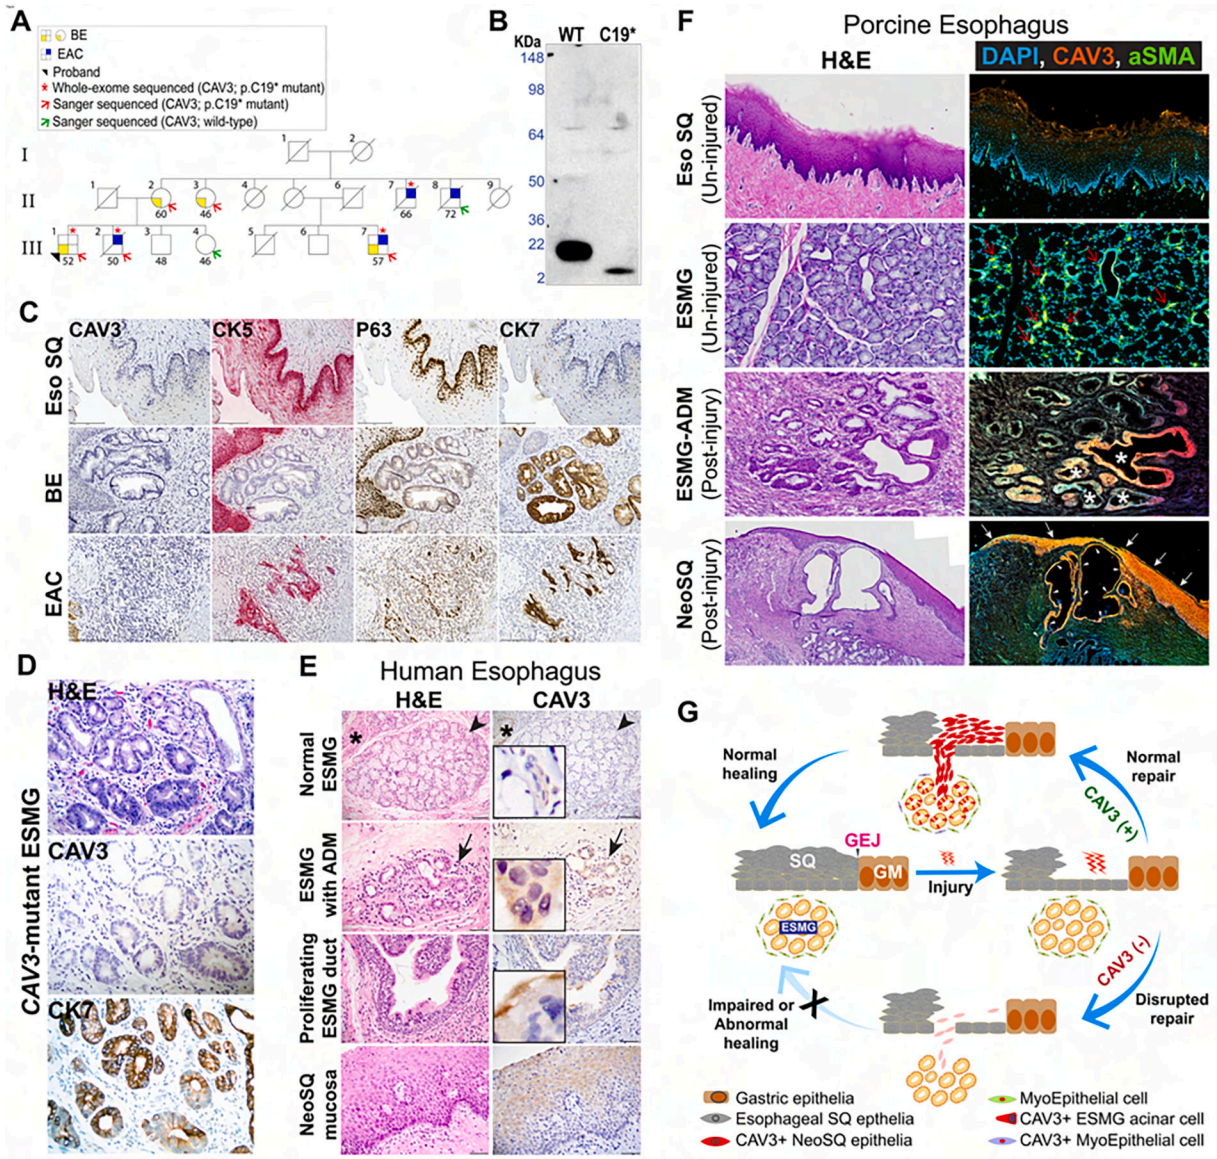 A
BE
EAC
Proband
Whole-exome sequenced (CAV3; p.C19* mutant)
Sanger sequenced (CAV3; p.C19* mutant)
Sanger sequenced (CAV3; wild-type)
I
1
2
II
1
2
3
4
5
6
7
8
9
60
46
66
72
III
1
2
3
4
5
6
7
52
50
48
46
57
B
KDa
WT
C19*
148
98
64
50
36
22
2
C
CAV3
CK5
P63
CK7
Eso SQ
BE
EAC
D
CAV3-mutant ESMG
H&E
CAV3
CK7
E
Human Esophagus
H&E
CAV3
Normal
ESMG
*
*
ESMG
with ADM
Proliferating
ESMG duct
NeoSQ
mucosa
F
Porcine Esophagus
H&E
DAPI, CAV3, aSMA
Eso SQ
(Un-injured)
ESMG
(Un-injured)
ESMG-ADM
(Post-injury)
* * * *
NeoSQ
(Post-injury)
G
Normal
healing
Normal
repair
CAV3 (+)
GEJ
SQ
GM
Injury
ESMG
CAV3 (-)
Impaired or
Abnormal
healing
X
Disrupted
repair
Gastric epithelia
Esophageal SQ epthelia
CAV3+ NeoSQ epithelia
MyoEpithelial cell
CAV3+ ESMG acinar cell
CAV3+ MyoEpithelial cell